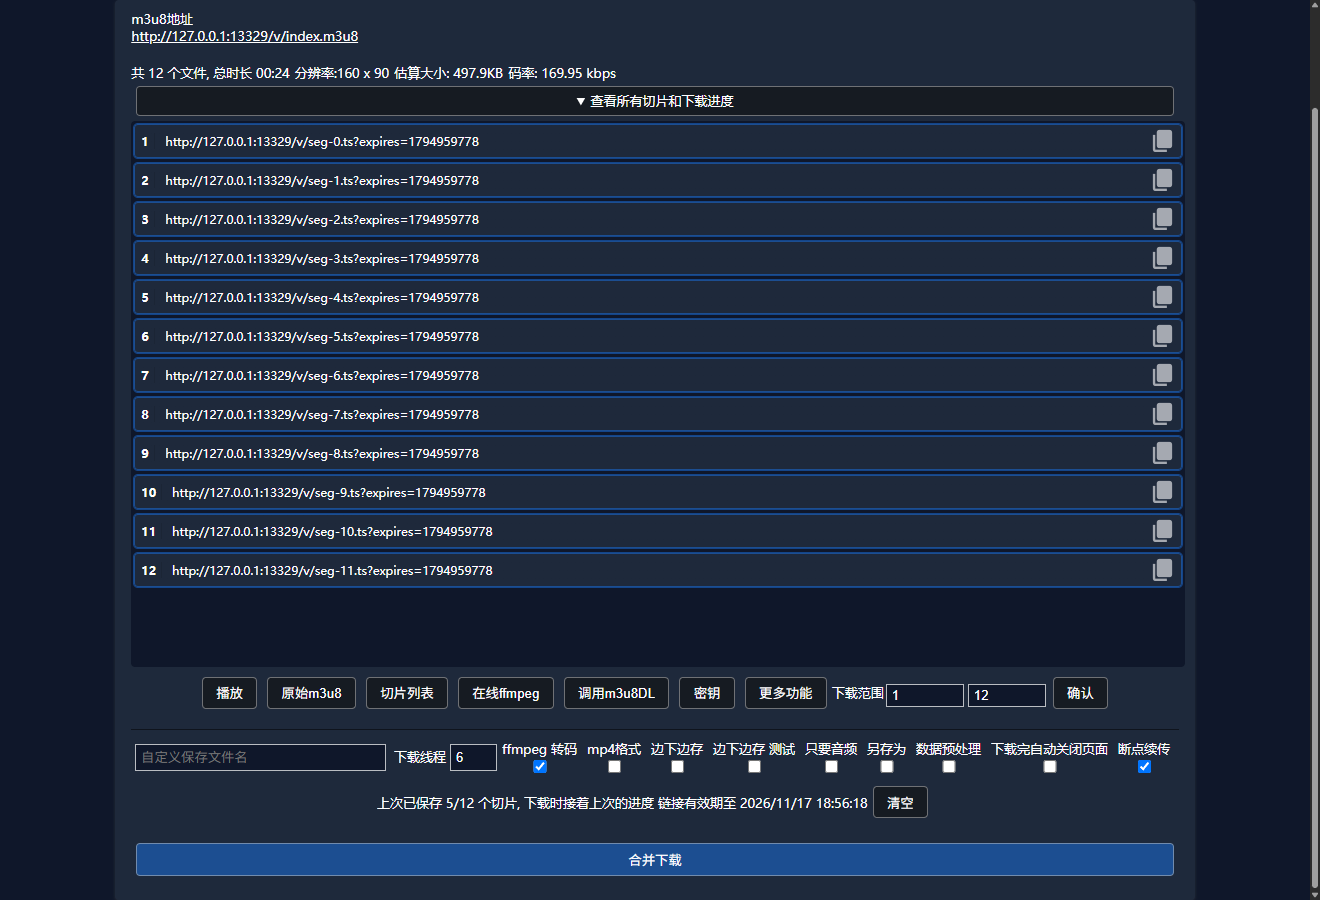 m3u8地址
http://127.0.0.1:13329/v/index.m3u8
共 12 个文件, 总时长 00:24 分辨率:160 x 90 估算大小: 497.9KB 码率: 169.95 kbps
▼ 查看所有切片和下载进度
1 http://127.0.0.1:13329/v/seg-0.ts?expires=1794959778
2 http://127.0.0.1:13329/v/seg-1.ts?expires=1794959778
3 http://127.0.0.1:13329/v/seg-2.ts?expires=1794959778
4 http://127.0.0.1:13329/v/seg-3.ts?expires=1794959778
5 http://127.0.0.1:13329/v/seg-4.ts?expires=1794959778
6 http://127.0.0.1:13329/v/seg-5.ts?expires=1794959778
7 http://127.0.0.1:13329/v/seg-6.ts?expires=1794959778
8 http://127.0.0.1:13329/v/seg-7.ts?expires=1794959778
9 http://127.0.0.1:13329/v/seg-8.ts?expires=1794959778
10 http://127.0.0.1:13329/v/seg-9.ts?expires=1794959778
11 http://127.0.0.1:13329/v/seg-10.ts?expires=1794959778
12 http://127.0.0.1:13329/v/seg-11.ts?expires=1794959778
播放 原始m3u8 切片列表 在线ffmpeg 调用m3u8DL 密钥 更多功能 下载范围 1 12 确认
自定义保存文件名 下载线程 6 ffmpeg 转码 mp4格式 边下边存 边下边存 测试 只要音频 另存为 数据预处理 下载完自动关闭页面 断点续传
上次已保存 5/12 个切片, 下载时接着上次的进度 链接有效期至 2026/11/17 18:56:18 清空
合并下载